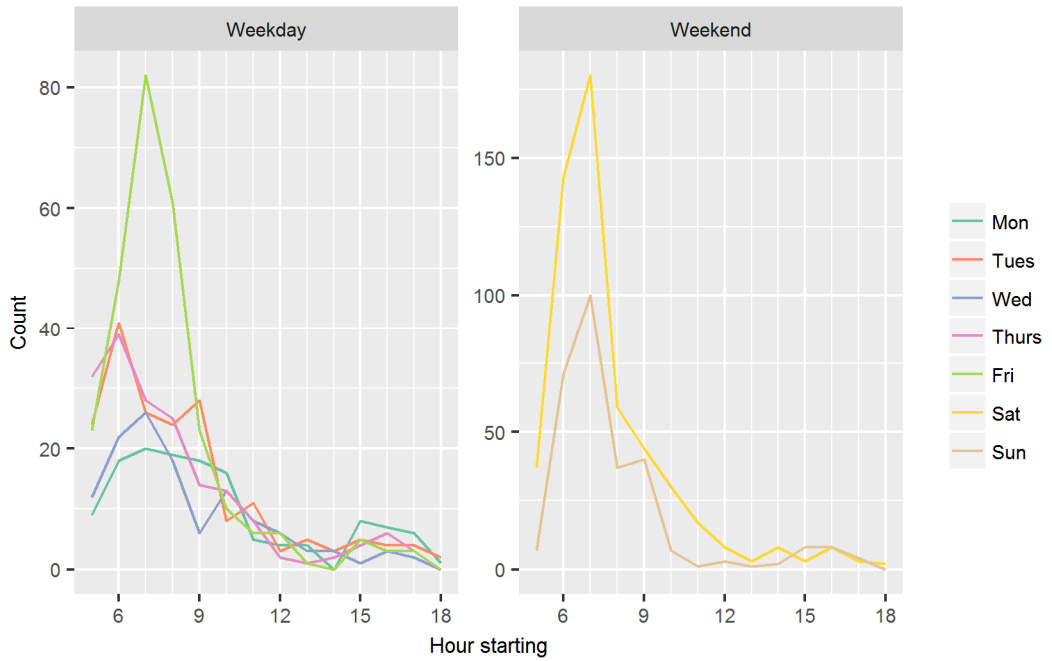 Weekday
Weekend
Count
80
60
40
20
0
6 9 12 15 18
150
100
50
0
6 9 12 15 18
Hour starting
Mon
Tues
Wed
Thurs
Fri
Sat
Sun